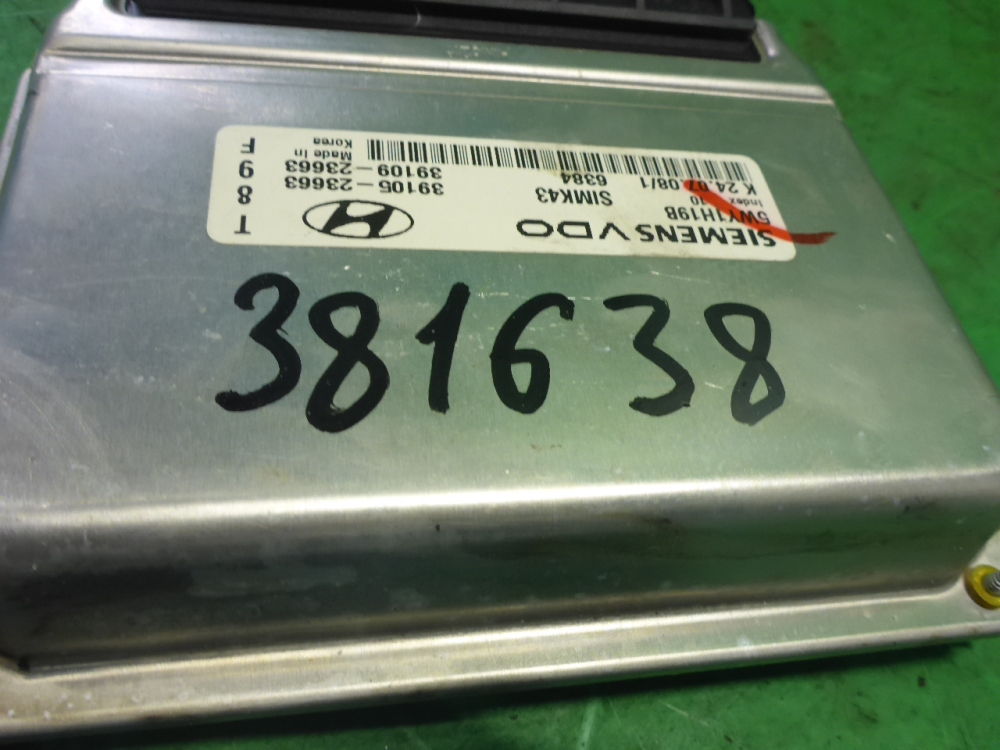 SIEMENS VDO
5WY1H19B
Index 10
K 24.07.08/1
SIMK43
6384
39105-23663
39109-23663
Made in
Korea
T
8
9
F
381638